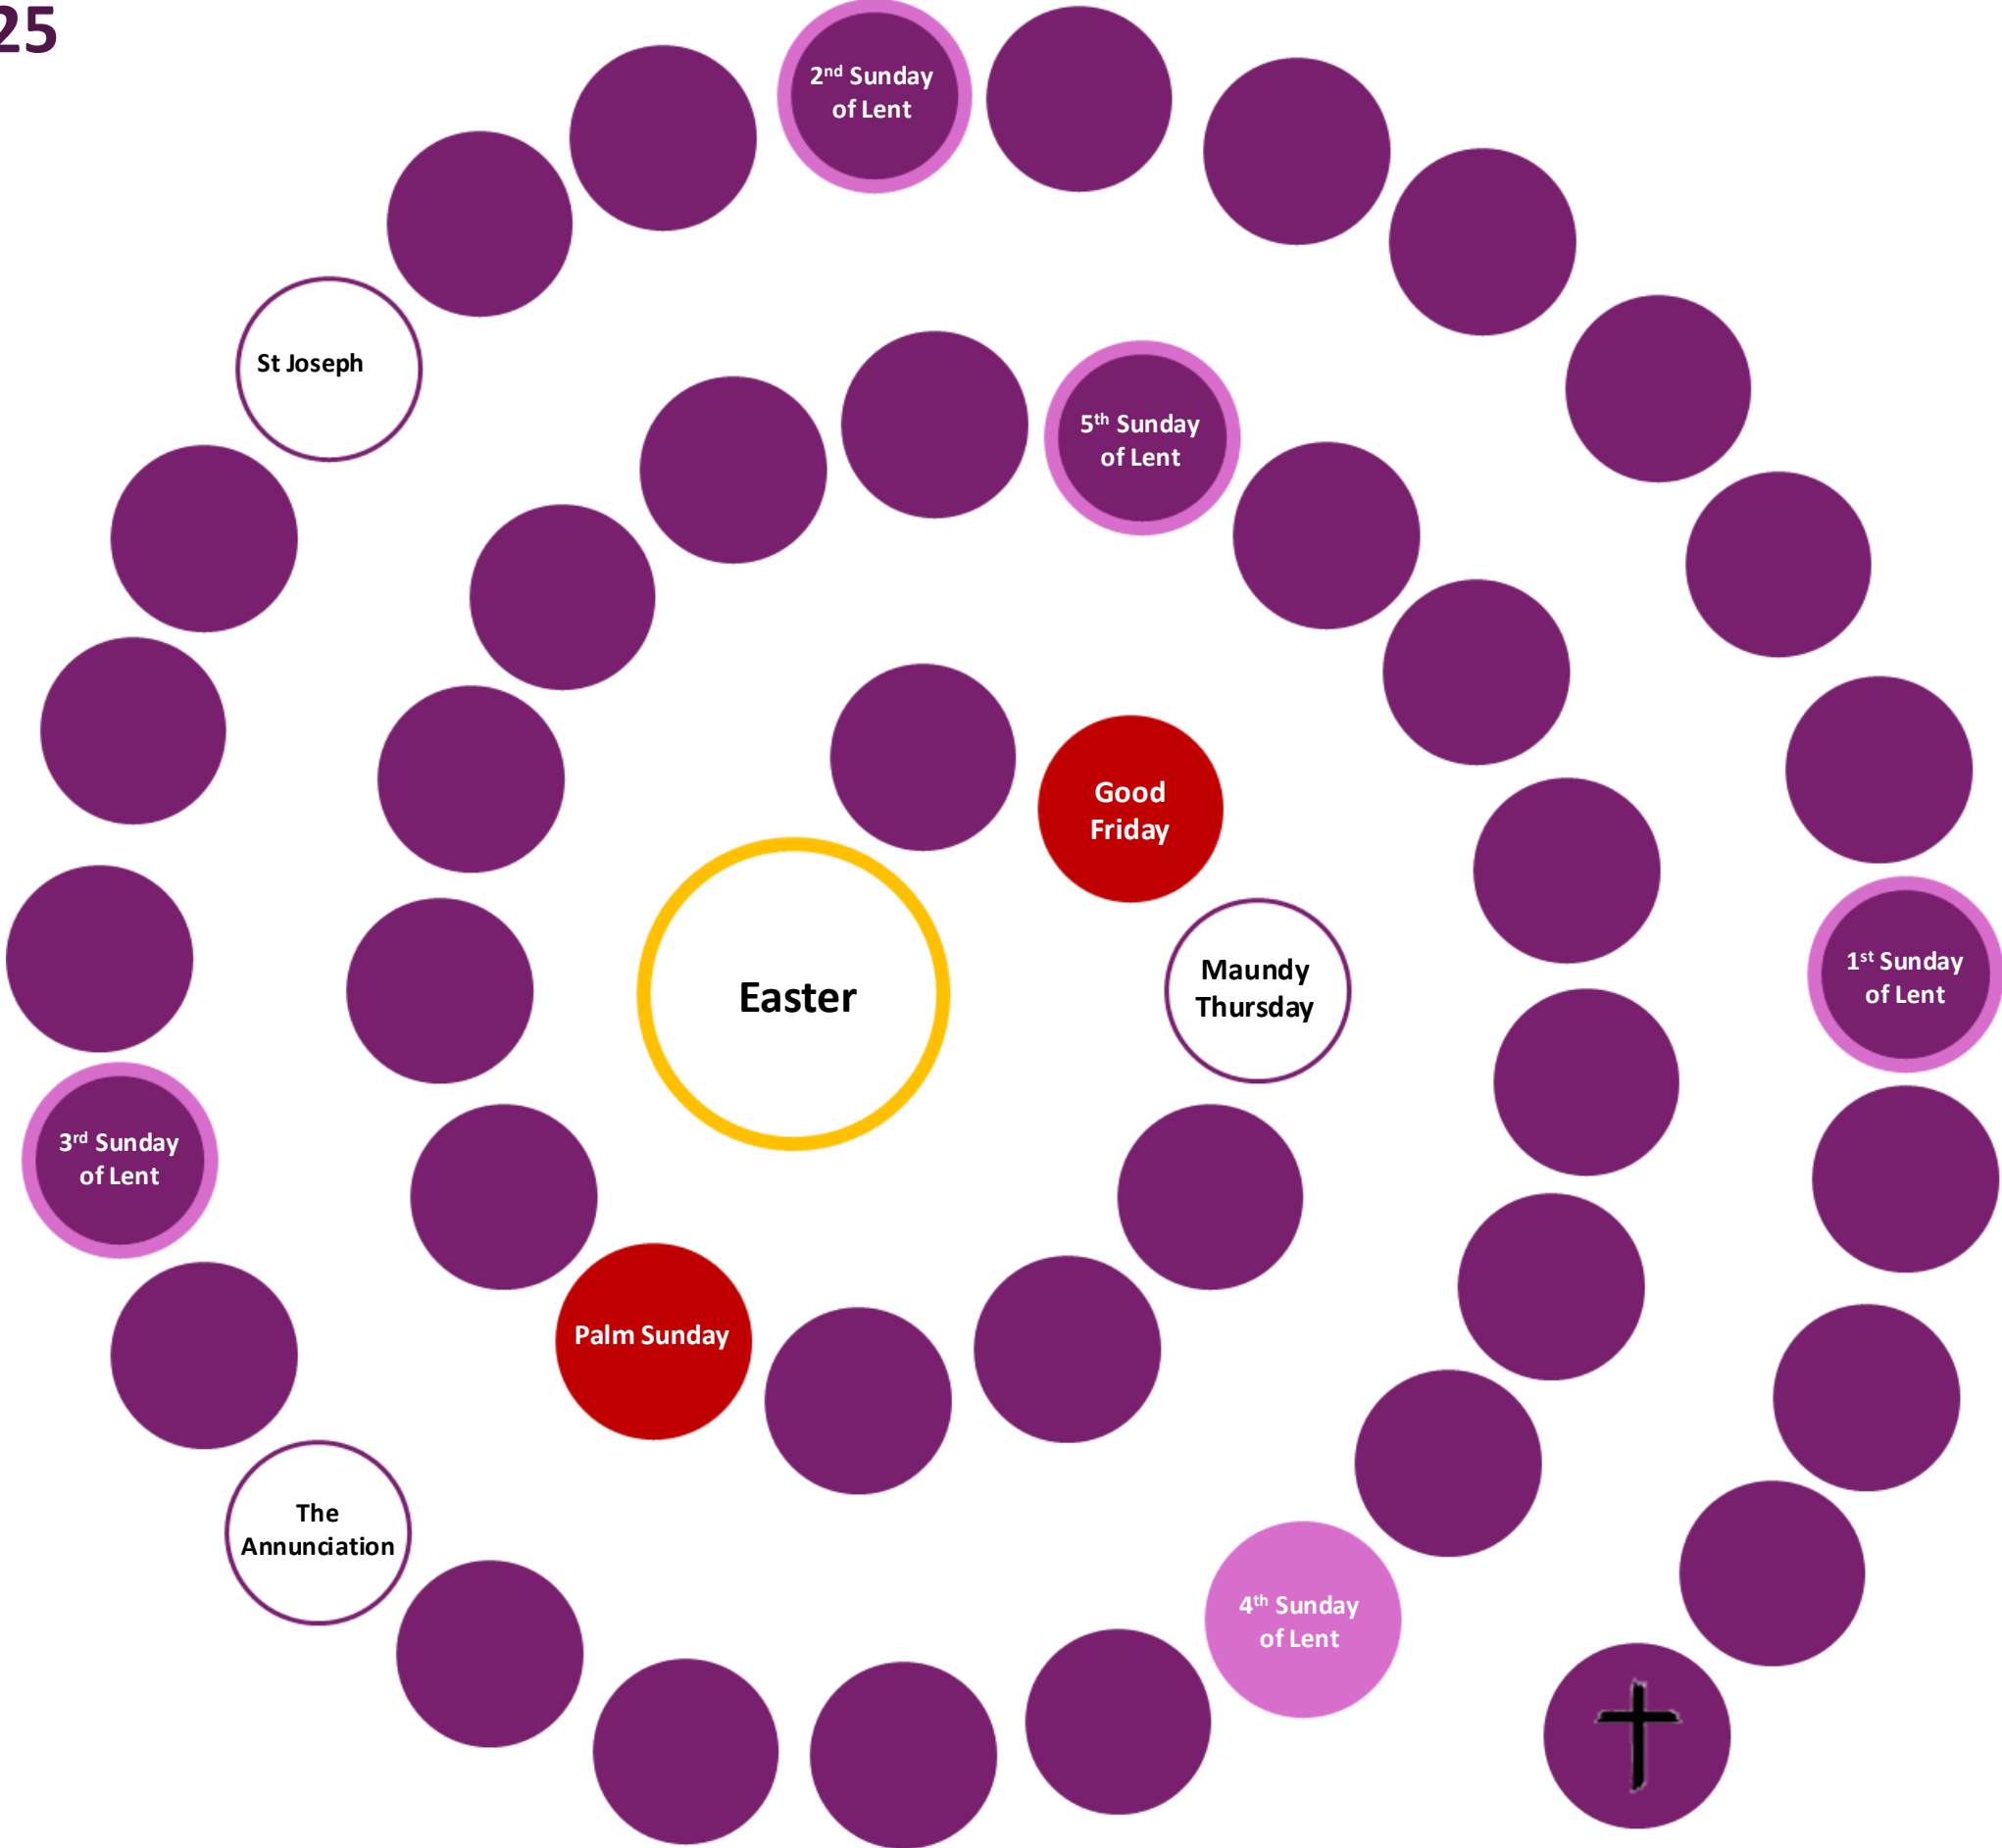 25
2nd Sunday
of Lent
St Joseph
5th Sunday
of Lent
Good
Friday
Easter
Maundy
Thursday
1st Sunday
of Lent
3rd Sunday
of Lent
Palm Sunday
The
Annunciation
4th Sunday
of Lent